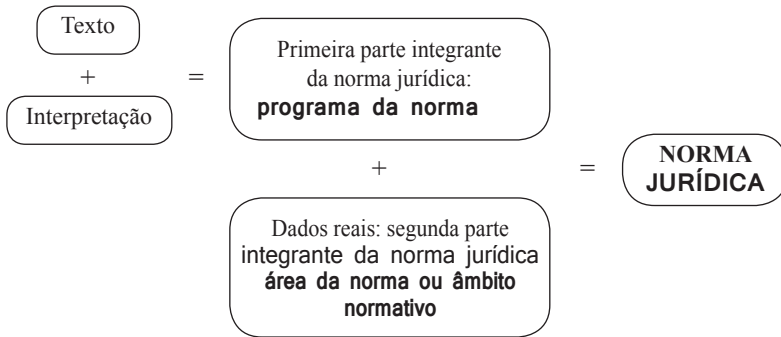 Texto
+
Interpretação
=
Primeira parte integrante
da norma jurídica:
programa da norma
+
Dados reais: segunda parte
integrante da norma jurídica
área da norma ou âmbito
normativo
=
NORMA
JURÍDICA